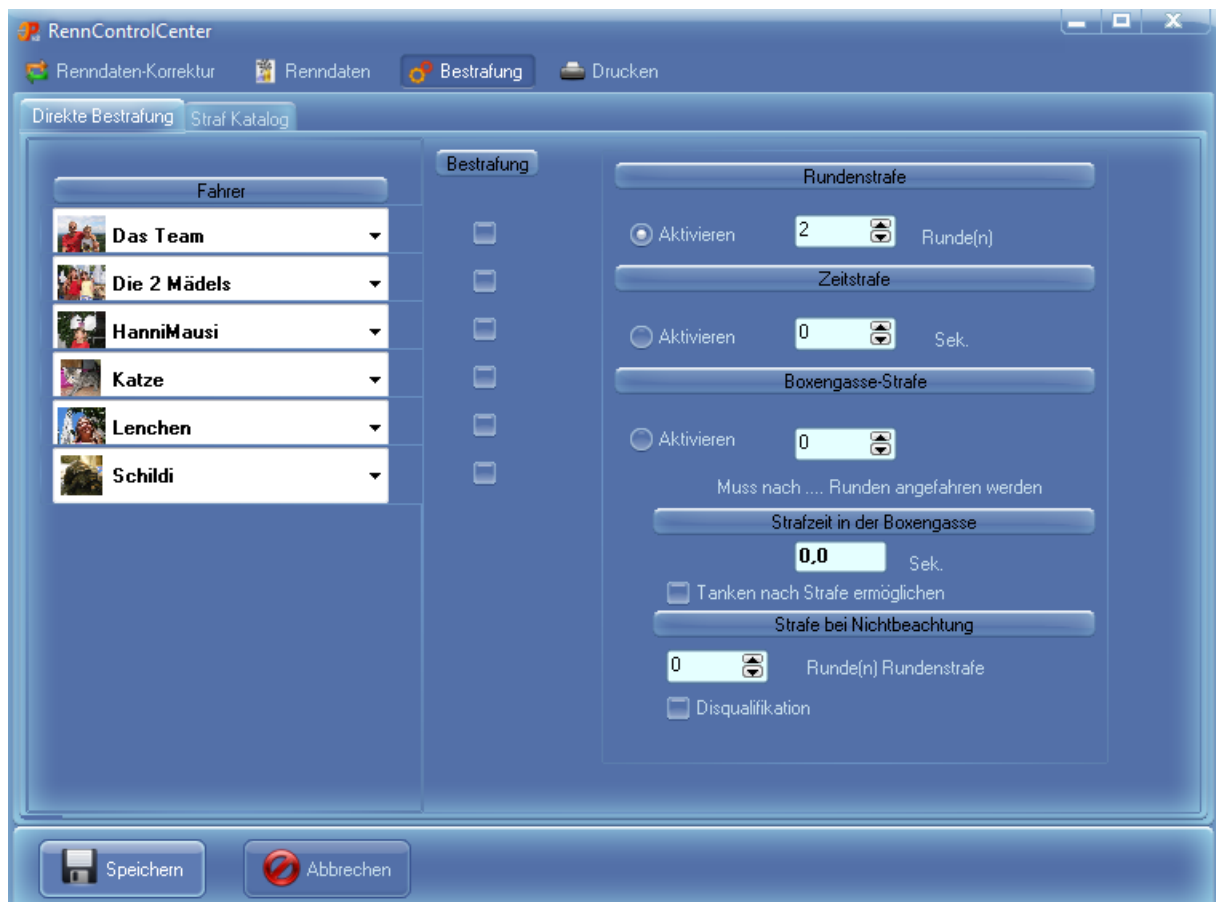 RennControlCenter
Renndaten-Korrektur Renndaten Bestrafung Drucken
Direkte Bestrafung Straf Katalog
Fahrer
Das Team
Die 2 Mädels
HanniMausi
Katze
Lenchen
Schildi
Bestrafung
Rundenstrafe
Aktivieren 2 Runde(n)
Zeitstrafe
Aktivieren 0 Sek.
Boxengasse-Strafe
Aktivieren 0
Muss nach .... Runden angefahren werden
Strafzeit in der Boxengasse
0,0 Sek.
Tanken nach Strafe ermöglichen
Strafe bei Nichtbeachtung
0 Runde(n) Rundenstrafe
Disqualifikation
Speichern Abbrechen